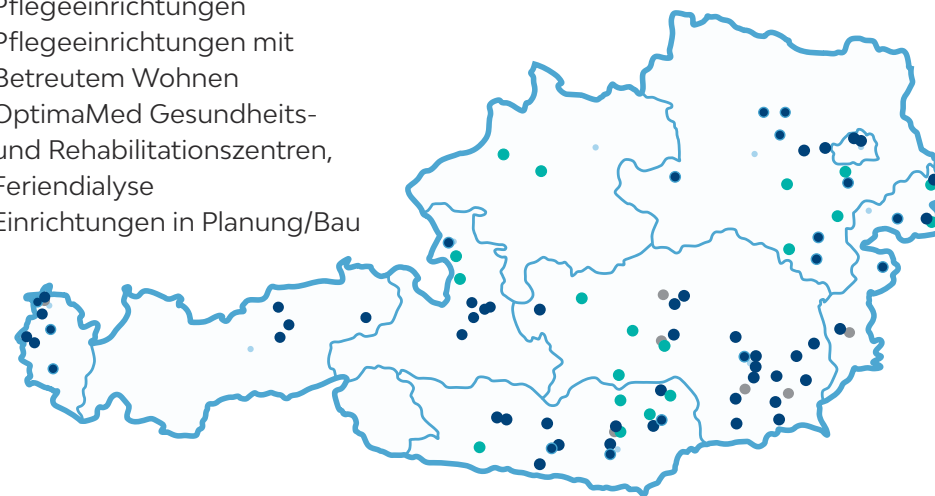 Pflegeeinrichtungen
Pflegeeinrichtungen mit
Betreutem Wohnen
OptimaMed Gesundheits-
und Rehabilitationszentren,
Feriendialyse
Einrichtungen in Planung/Bau